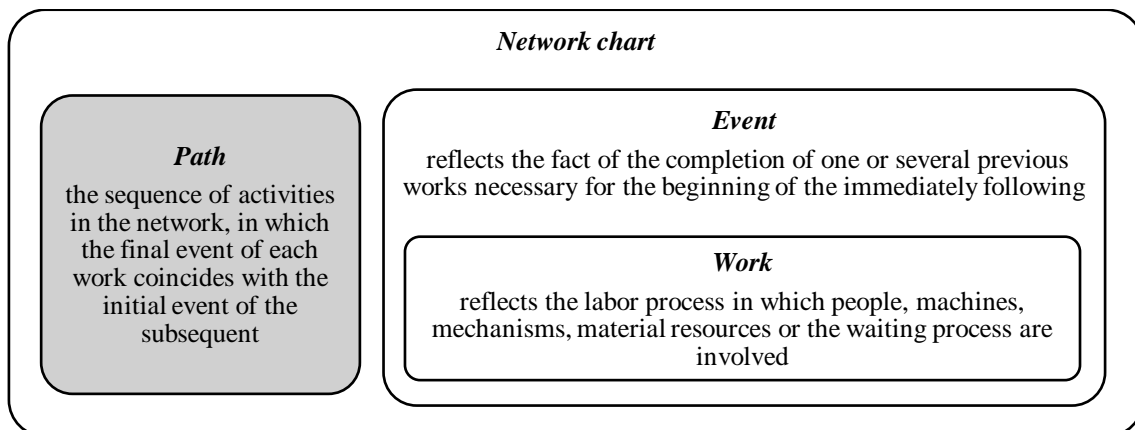 Network chart
Path
the sequence of activities
in the network, in which
the final event of each
work coincides with the
initial event of the
subsequent
Event
reflects the fact of the completion of one or several previous
works necessary for the beginning of the immediately following
Work
reflects the labor process in which people, machines,
mechanisms, material resources or the waiting process are
involved